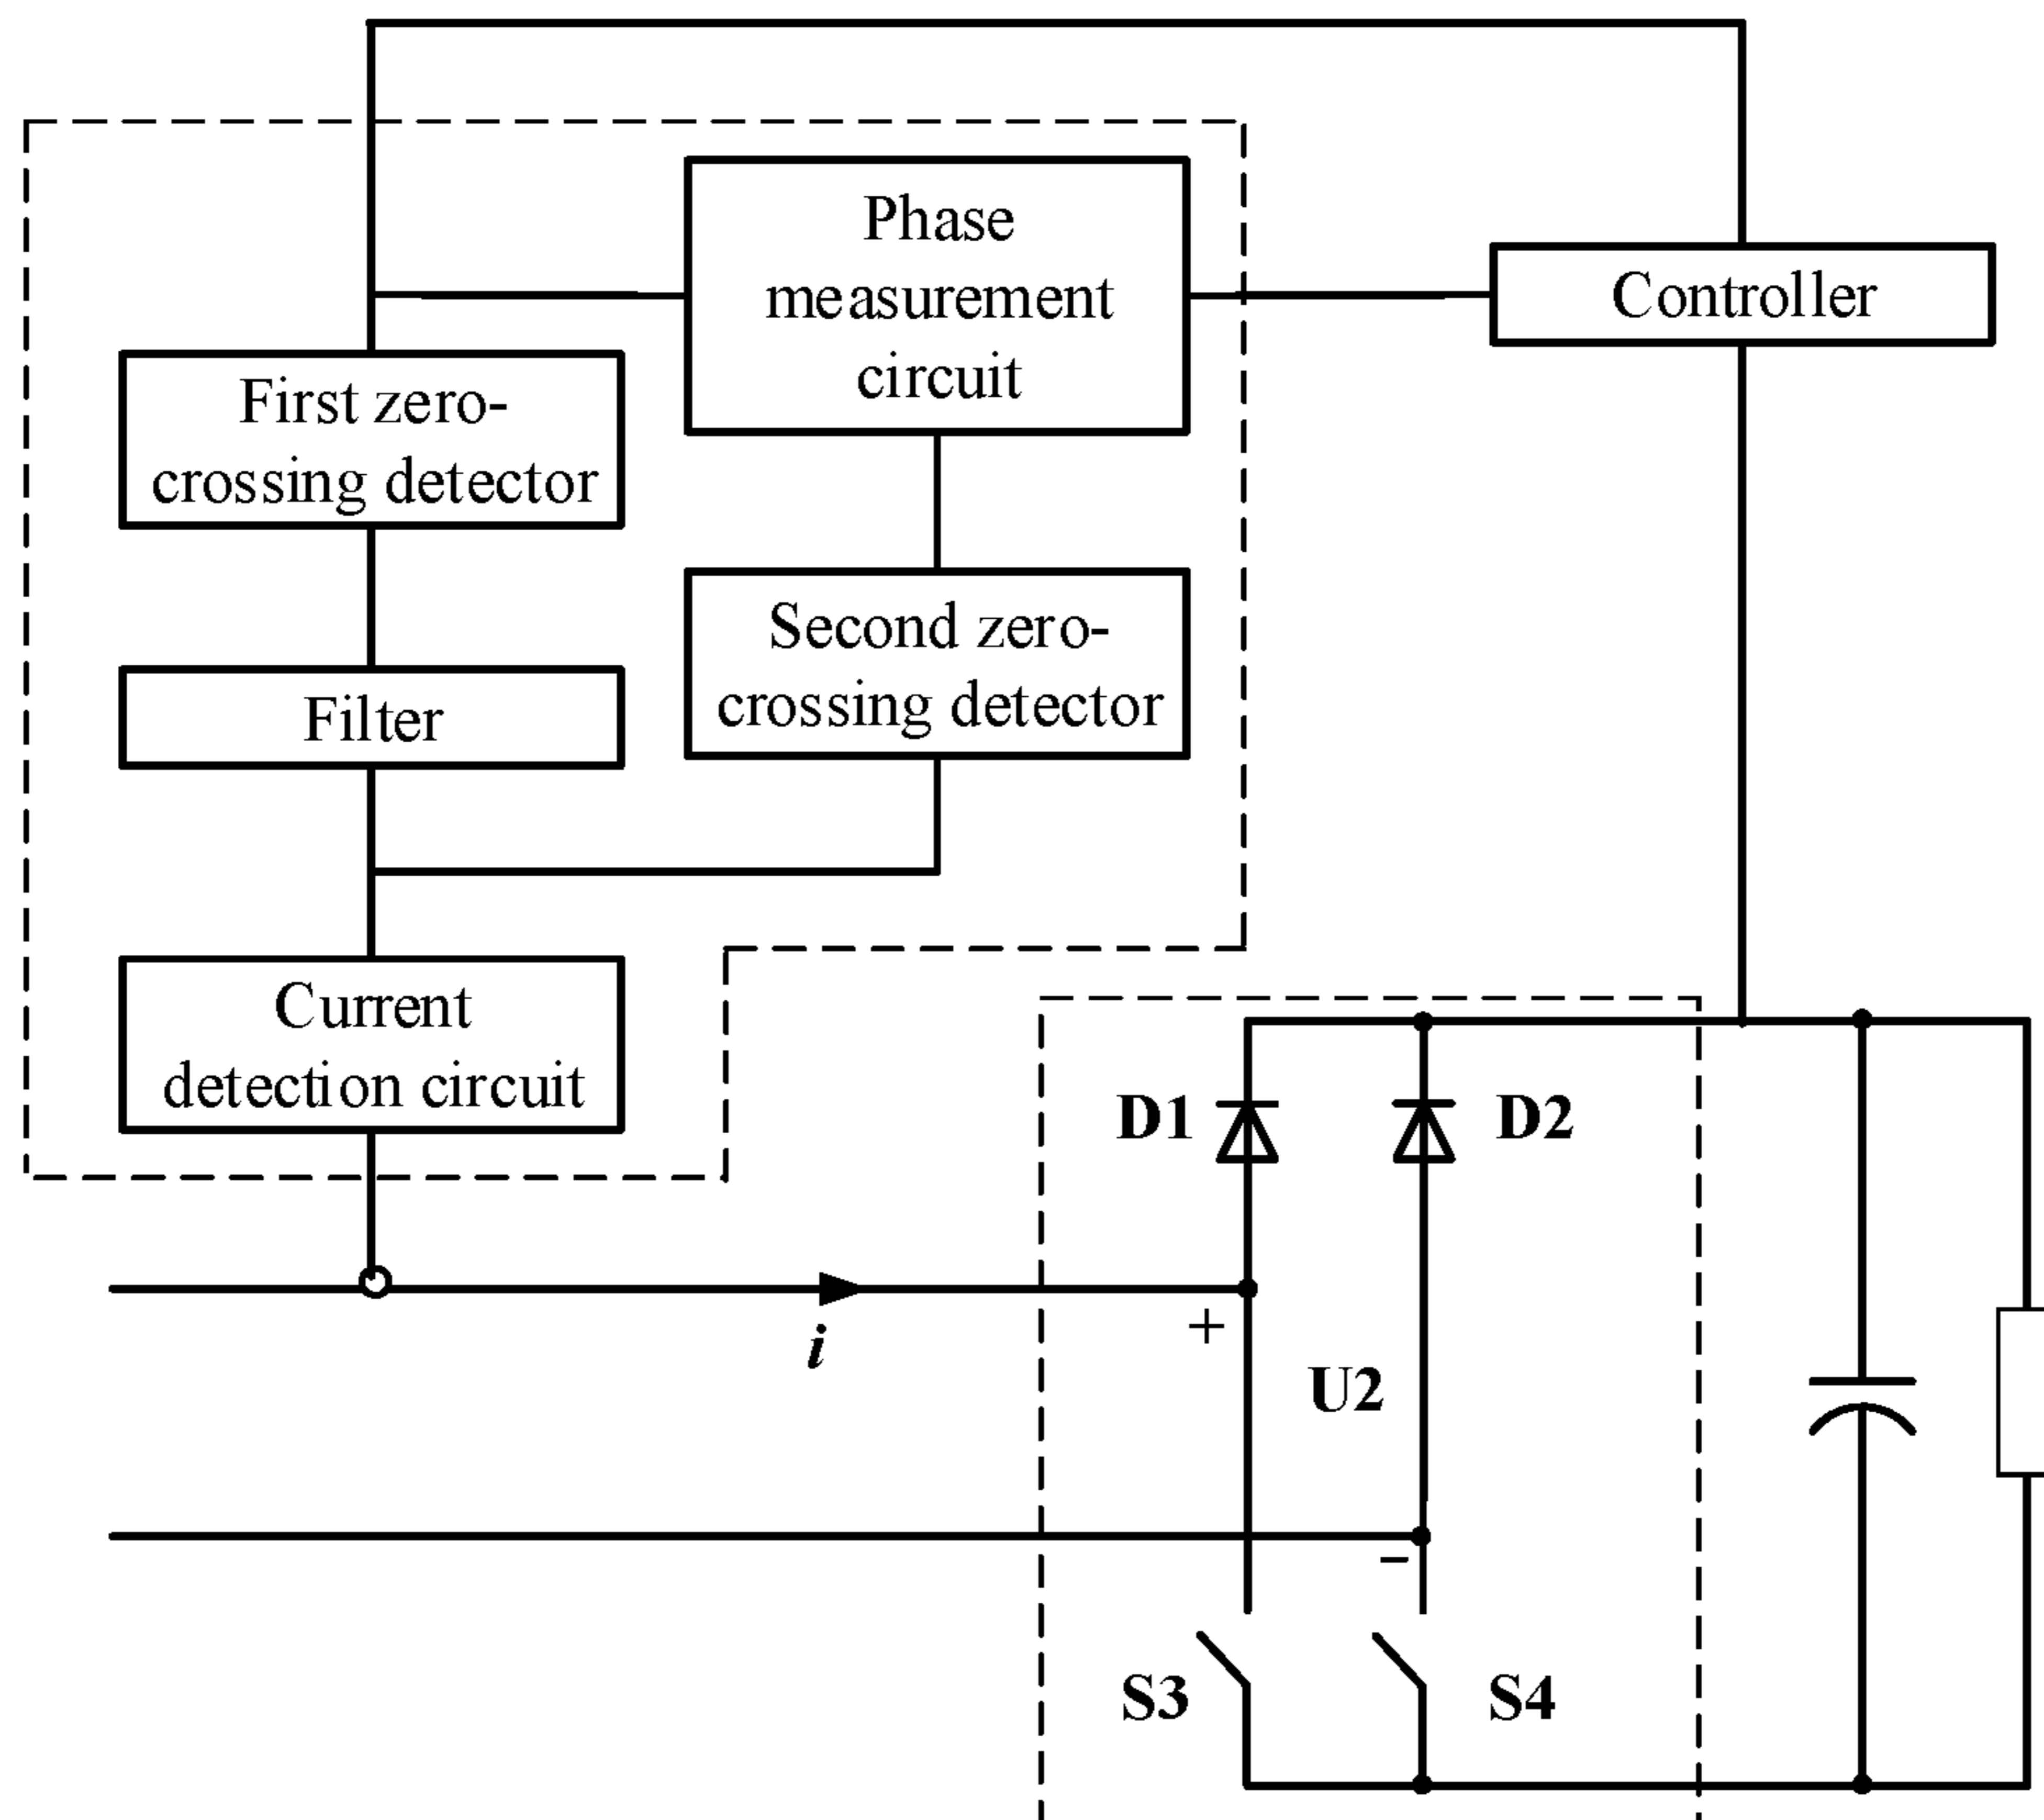 Phase
measurement
circuit
Controller
First zero-
crossing detector
Second zero-
crossing detector
Filter
Current
detection circuit
D1
D2
+
i
U2
-
S3
S4